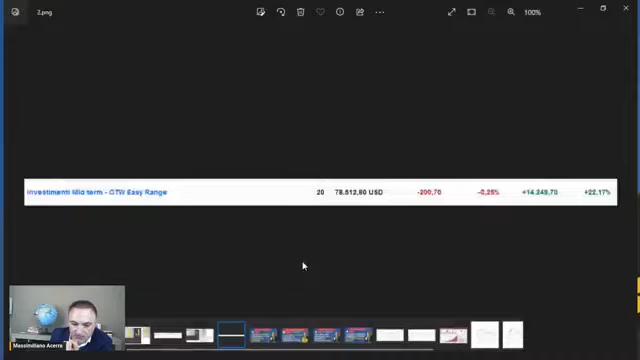 2.png
100%
Investimenti Mid term - GTW Easy Range 20 78.512,80 USD -200,70 -0,25% +14.249,70 +22,17%
Massimiliano Acerra